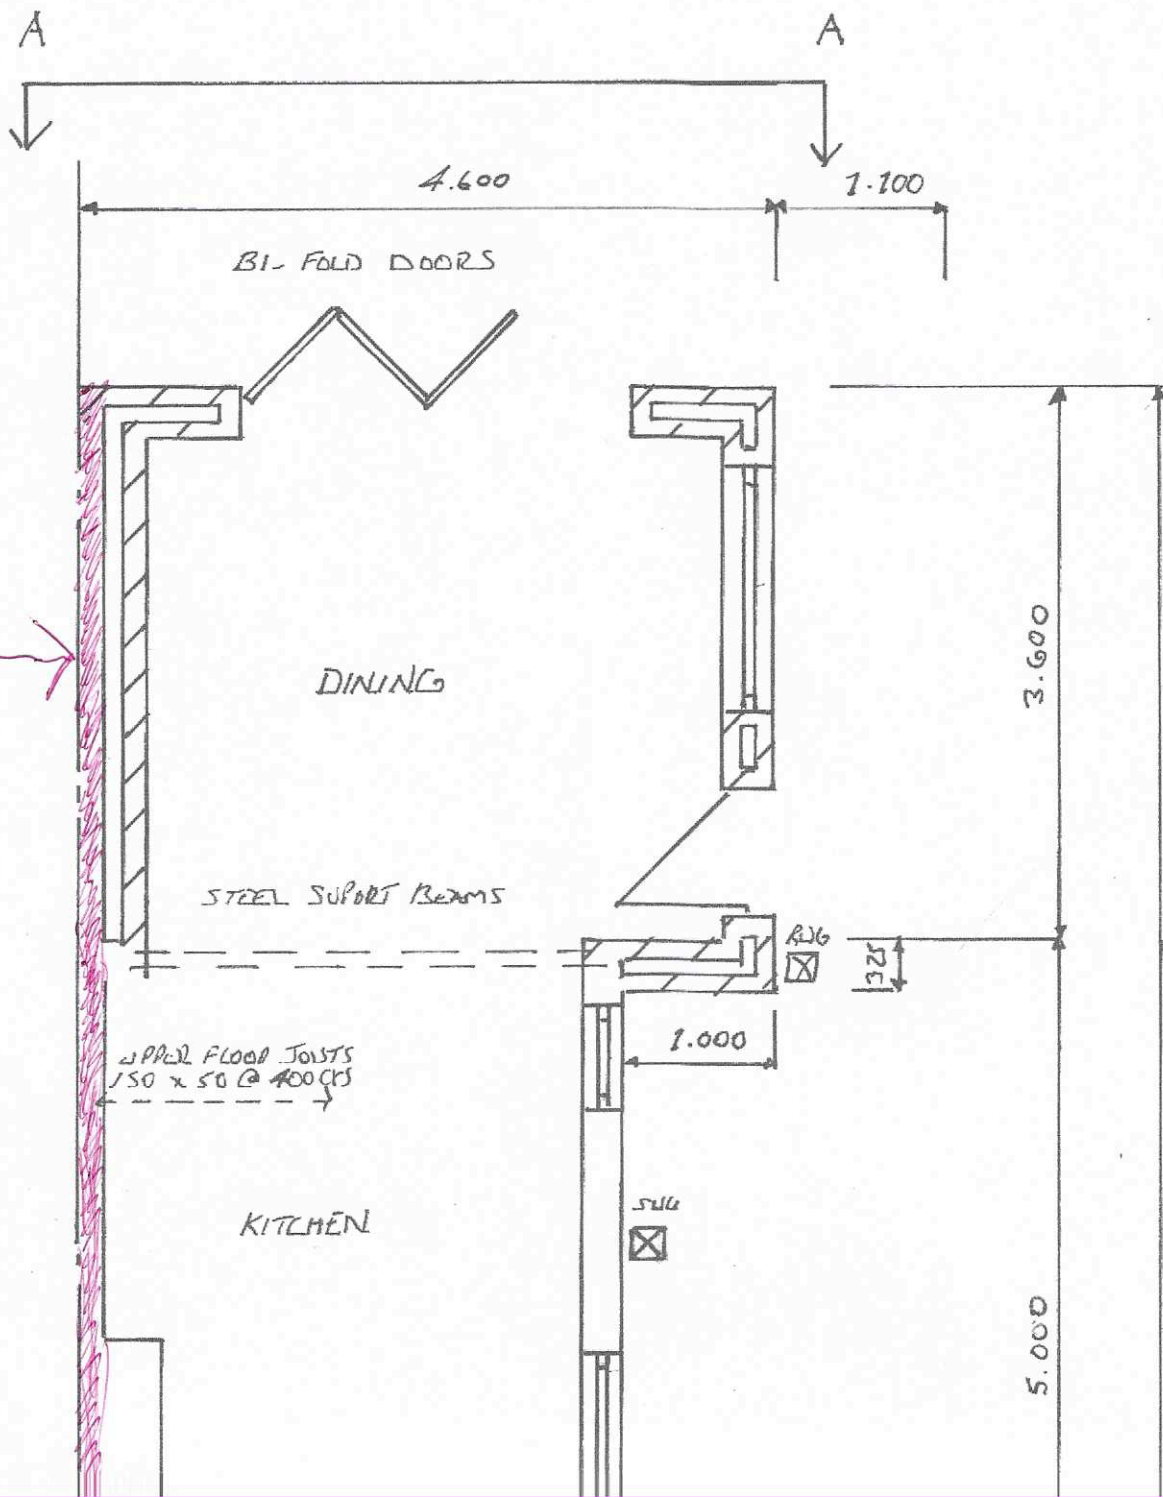 A
A
4.600
1.100
BI-FOLD DOORS
3.600
DINING
STEEL SUPORT BEAMS
RWG
325
1.000
UPPER FLOOR JOISTS
150 x 50 @ 400 CRS
KITCHEN
5.000